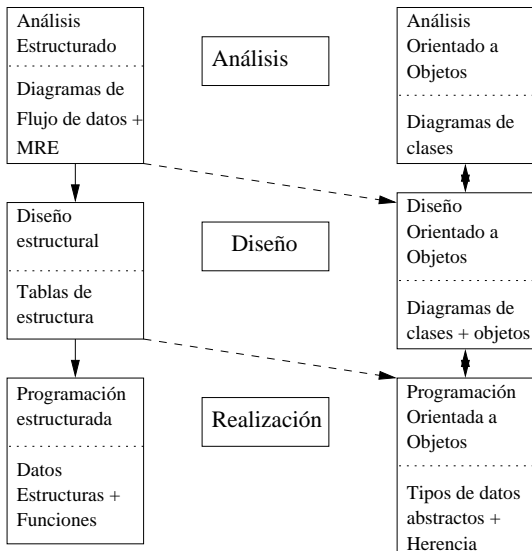 Análisis
Estructurado
Diagramas de
Flujo de datos +
MRE
Análisis
Análisis
Orientado a
Objetos
Diagramas de
clases
Diseño
estructural
Tablas de
estructura
Diseño
Diseño
Orientado a
Objetos
Diagramas de
clases + objetos
Programación
estructurada
Datos
Estructuras +
Funciones
Realización
Programación
Orientada a
Objetos
Tipos de datos
abstractos +
Herencia